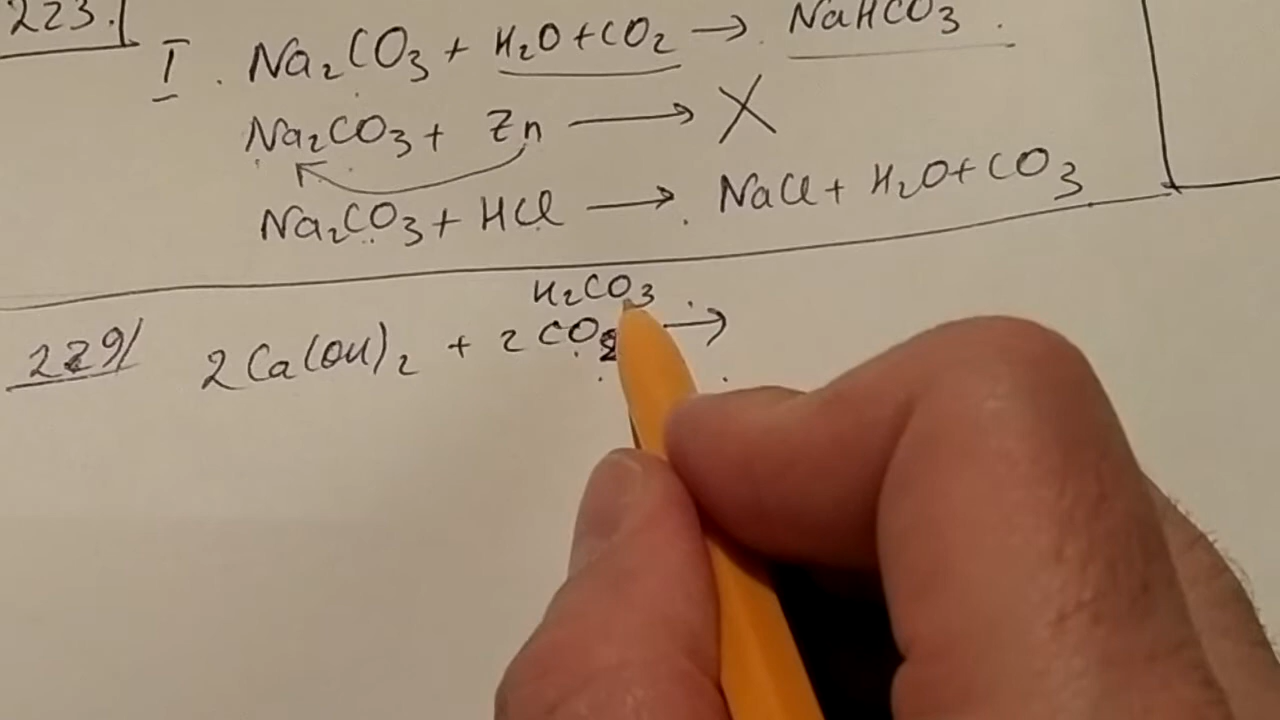 223.
I. Na₂CO₃ + H₂O + CO₂ → NaHCO₃.
Na₂CO₃ + Zn → X
Na₂CO₃ + HCl → NaCl + H₂O + CO₃
H₂CO₃
229/ 2Ca(OH)₂ + 2CO₂ →